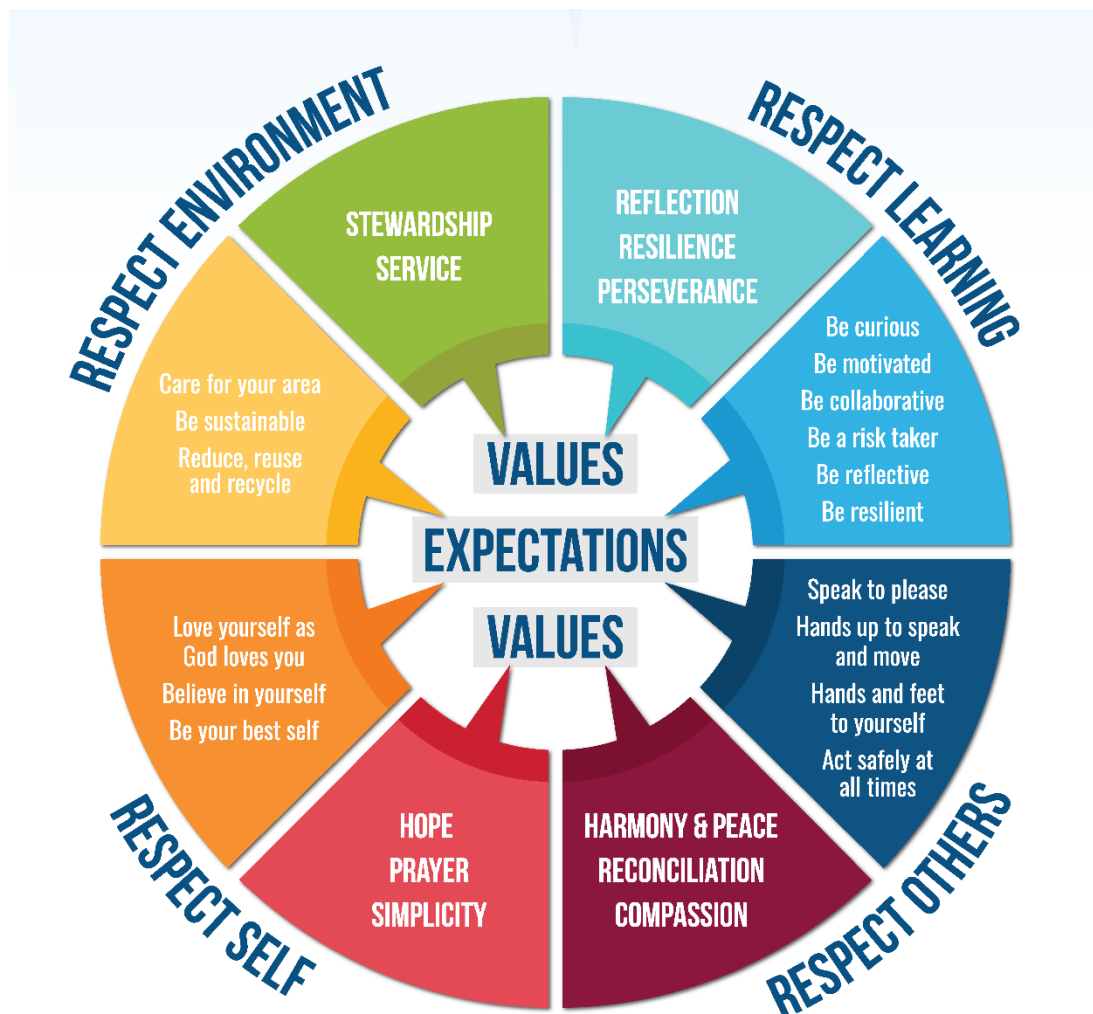 RESPECT ENVIRONMENT
STEWARDSHIP
SERVICE
Care for your area
Be sustainable
Reduce, reuse
and recycle
RESPECT LEARNING
REFLECTION
RESILIENCE
PERSEVERANCE
Be curious
Be motivated
Be collaborative
Be a risk taker
Be reflective
Be resilient
VALUES
EXPECTATIONS
VALUES
RESPECT SELF
Love yourself as
God loves you
Believe in yourself
Be your best self
HOPE
PRAYER
SIMPLICITY
RESPECT OTHERS
Speak to please
Hands up to speak
and move
Hands and feet
to yourself
Act safely at
all times
HARMONY & PEACE
RECONCILIATION
COMPASSION